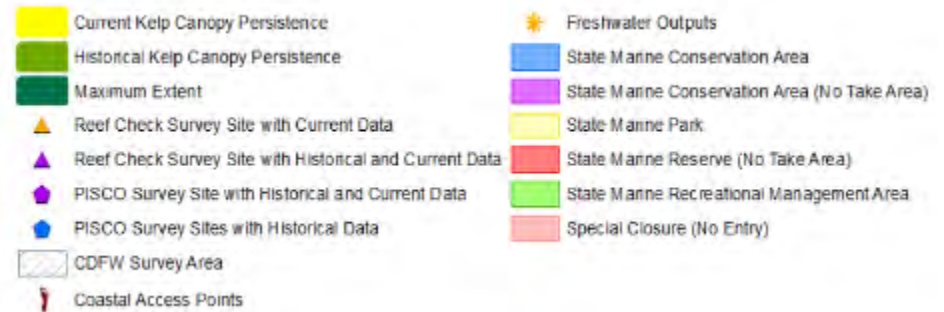 Current Kelp Canopy Persistence
Historical Kelp Canopy Persistence
Maximum Extent
Reef Check Survey Site with Current Data
Reef Check Survey Site with Historical and Current Data
PISCO Survey Site with Historical and Current Data
PISCO Survey Sites with Historical Data
CDFW Survey Area
Coastal Access Points
Freshwater Outputs
State Marine Conservation Area
State Marine Conservation Area (No Take Area)
State Marine Park
State Marine Reserve (No Take Area)
State Marine Recreational Management Area
Special Closure (No Entry)